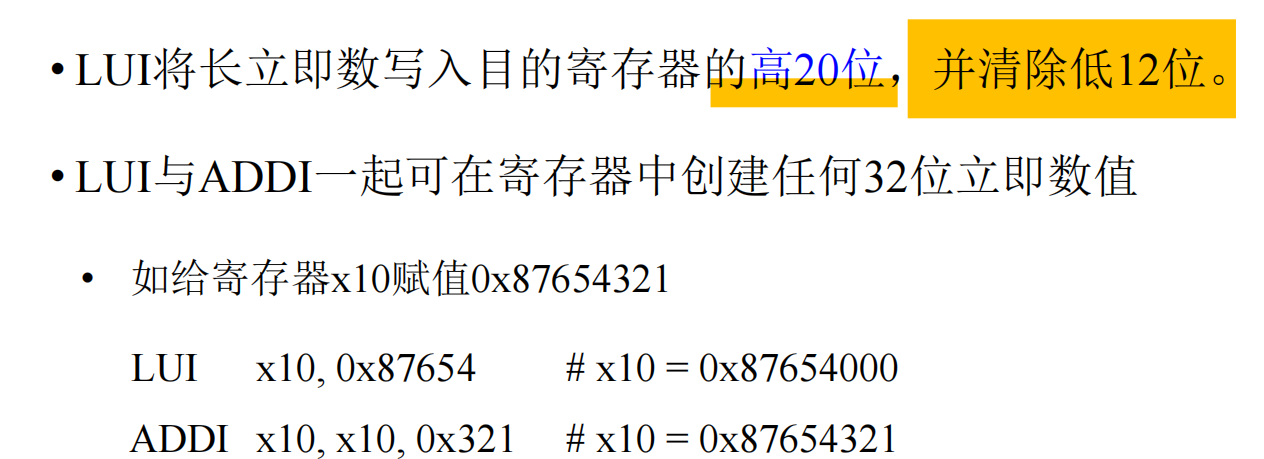 •LUI将长立即数写入目的寄存器的高20位，并清除低12位。
•LUI与ADDI一起可在寄存器中创建任何32位立即数值
• 如给寄存器x10赋值0x87654321
LUI x10, 0x87654 # x10 = 0x87654000
ADDI x10, x10, 0x321 # x10 = 0x87654321